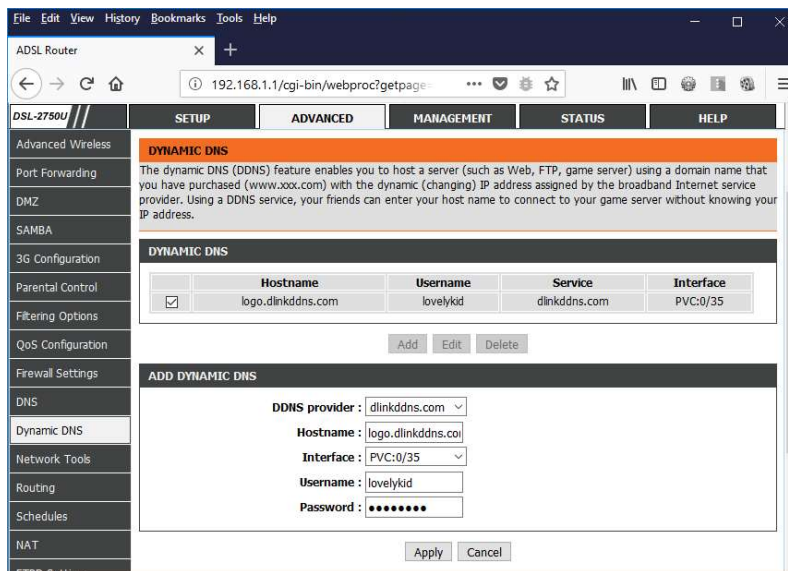 File Edit View History Bookmarks Tools Help
ADSL Router
192.168.1.1/cgi-bin/webproc?getpage=
DSL-2750U SETUP ADVANCED MANAGEMENT STATUS HELP
Advanced Wireless
Port Forwarding
DMZ
SAMBA
3G Configuration
Parental Control
Filtering Options
QoS Configuration
Firewall Settings
DNS
Dynamic DNS
Network Tools
Routing
Schedules
NAT
DYNAMIC DNS
The dynamic DNS (DDNS) feature enables you to host a server (such as Web, FTP, game server) using a domain name that
you have purchased (www.xxx.com) with the dynamic (changing) IP address assigned by the broadband Internet service
provider. Using a DDNS service, your friends can enter your host name to connect to your game server without knowing your
IP address.
DYNAMIC DNS
Hostname Username Service Interface
logo.dlinkddns.com lovelykid dlinkddns.com PVC:0/35
Add Edit Delete
ADD DYNAMIC DNS
DDNS provider : dlinkddns.com
Hostname : logo.dlinkddns.co
Interface : PVC:0/35
Username : lovelykid
Password : ●●●●●●●●
Apply Cancel